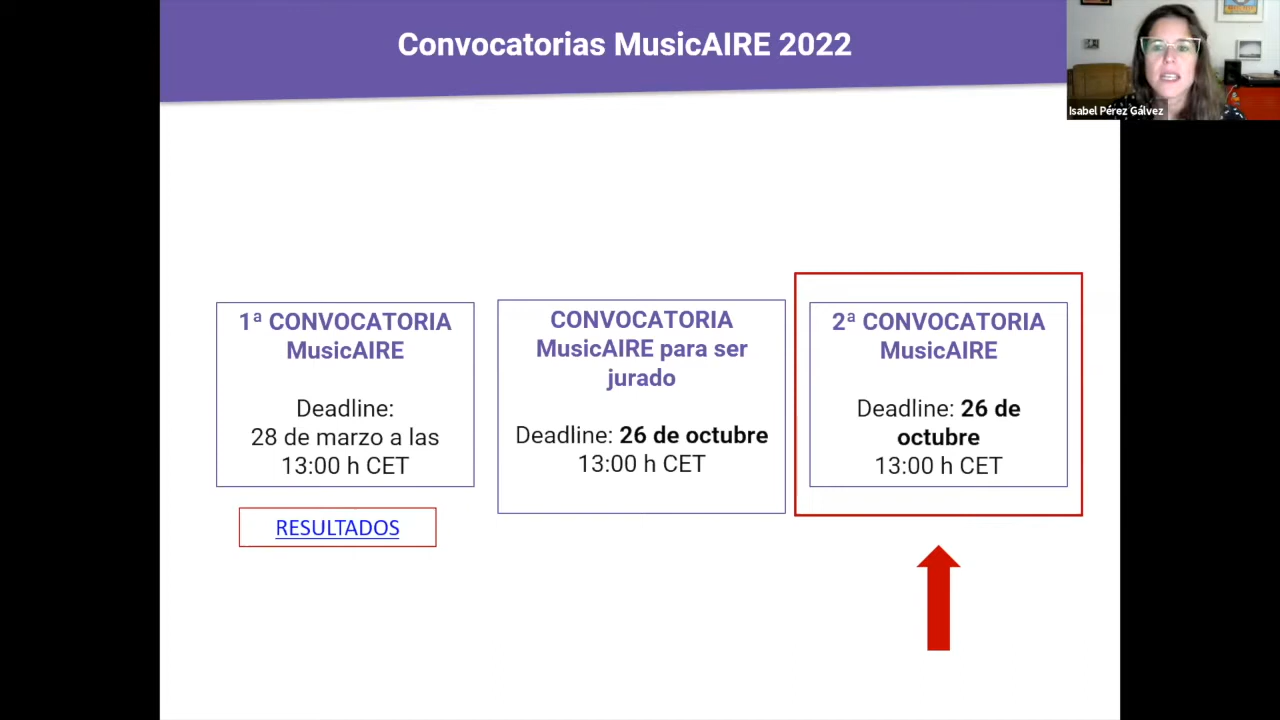 Convocatorias MusicAIRE 2022
Isabel Pérez Gálvez
1ª CONVOCATORIA
MusicAIRE
Deadline:
28 de marzo a las
13:00 h CET
RESULTADOS
CONVOCATORIA
MusicAIRE para ser
jurado
Deadline: 26 de octubre
13:00 h CET
2ª CONVOCATORIA
MusicAIRE
Deadline: 26 de
octubre
13:00 h CET